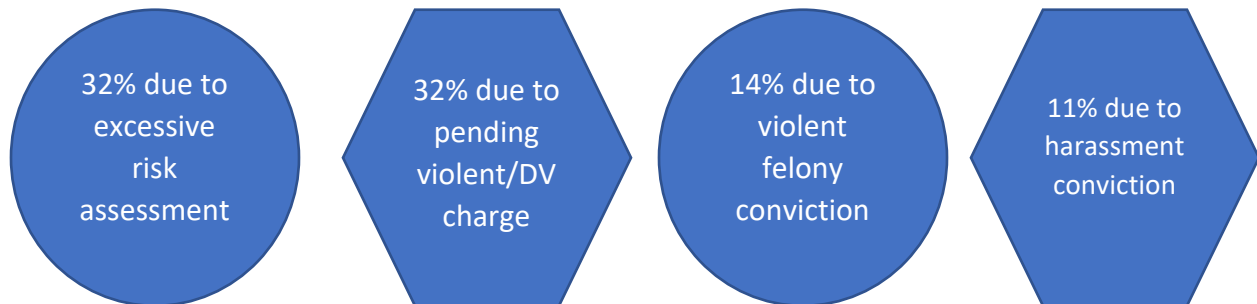 32% due to
excessive
risk
assessment
32% due to
pending
violent/DV
charge
14% due to
violent
felony
conviction
11% due to
harassment
conviction